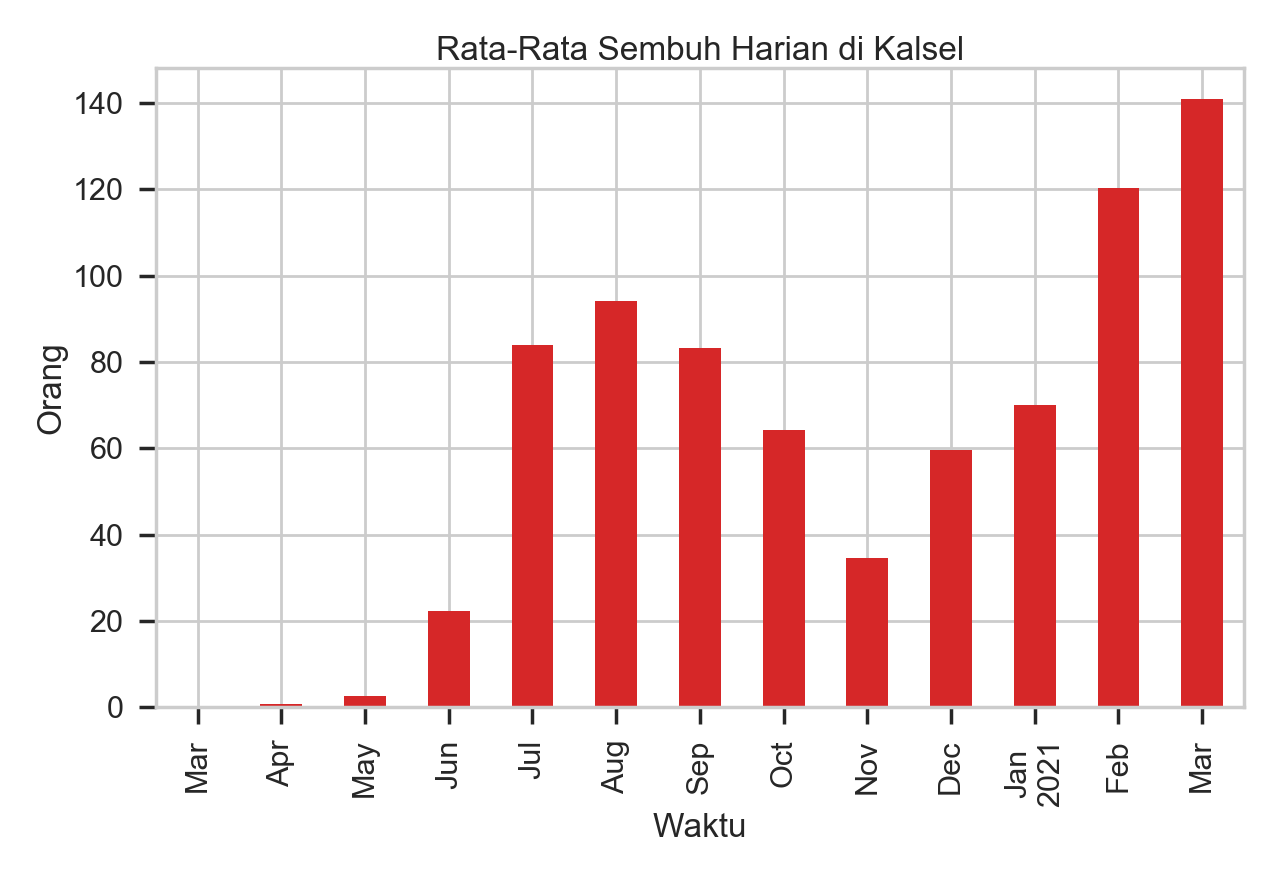 Rata-Rata Sembuh Harian di Kalsel
Orang
140
120
100
80
60
40
20
0
Mar
Apr
May
Jun
Jul
Aug
Sep
Oct
Nov
Dec
Jan
2021
Feb
Mar
Waktu